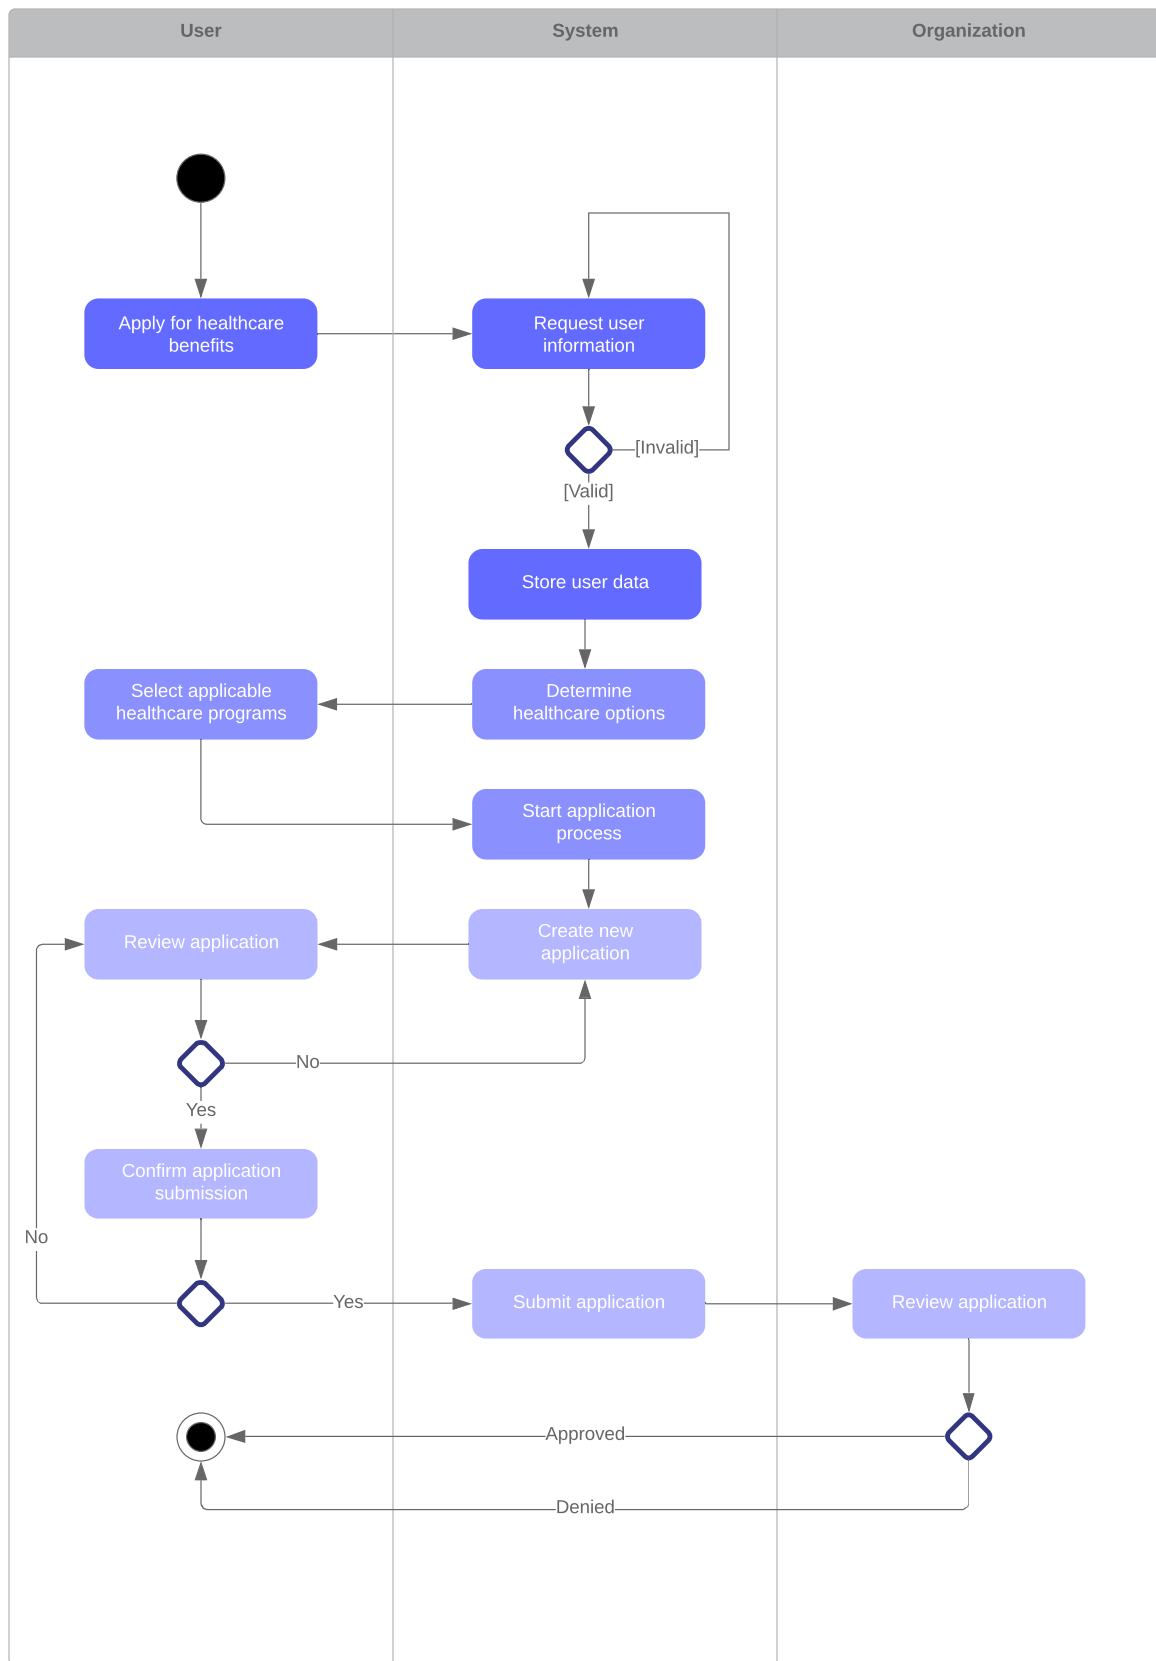 User
System
Organization
Apply for healthcare
benefits
Request user
information
[Invalid]
[Valid]
Store user data
Select applicable
healthcare programs
Determine
healthcare options
Start application
process
Review application
Create new
application
No
Yes
Confirm application
submission
No
Yes
Submit application
Review application
Approved
Denied